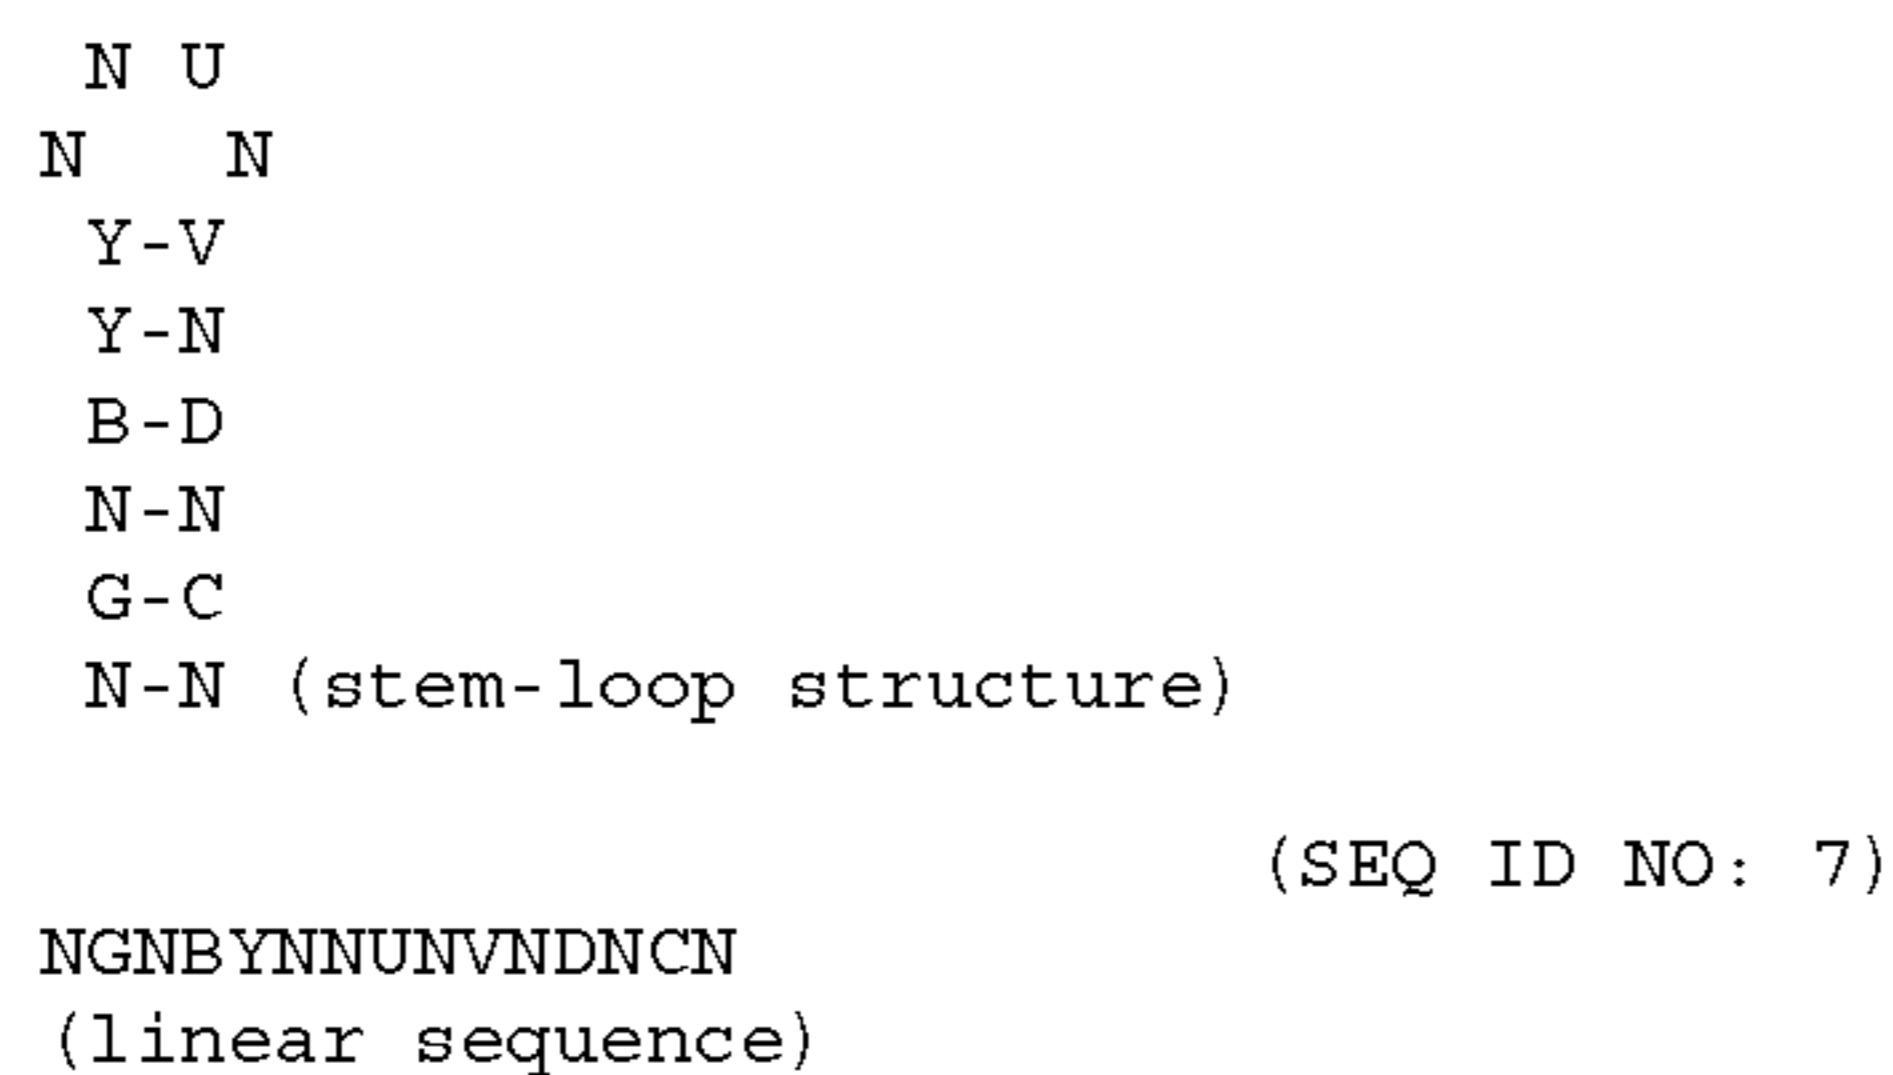 N U
N N
Y-V
Y-N
B-D
N-N
G-C
N-N (stem-loop structure)
(SEQ ID NO: 7)
NGNBYNNUNVNDNCN
(linear sequence)